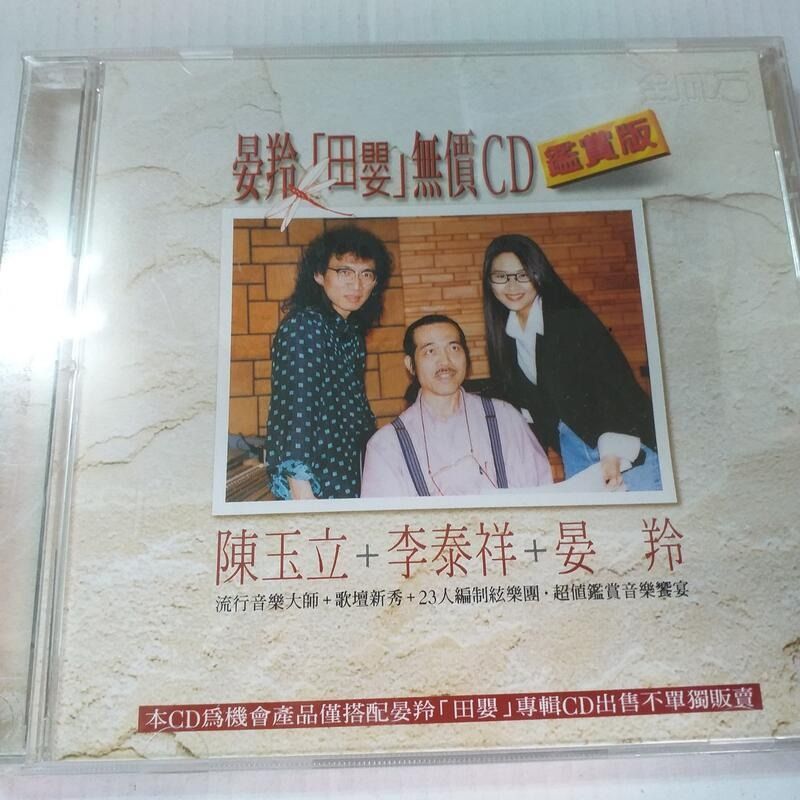 晏羚「田嬰」無價CD 鑑賞版
陳玉立+李泰祥+晏 羚
流行音樂大師+歌壇新秀+23人編制絃樂團·超值鑑賞音樂饗宴
本CD為機會產品僅搭配晏羚「田嬰」專輯CD出售不單獨販賣